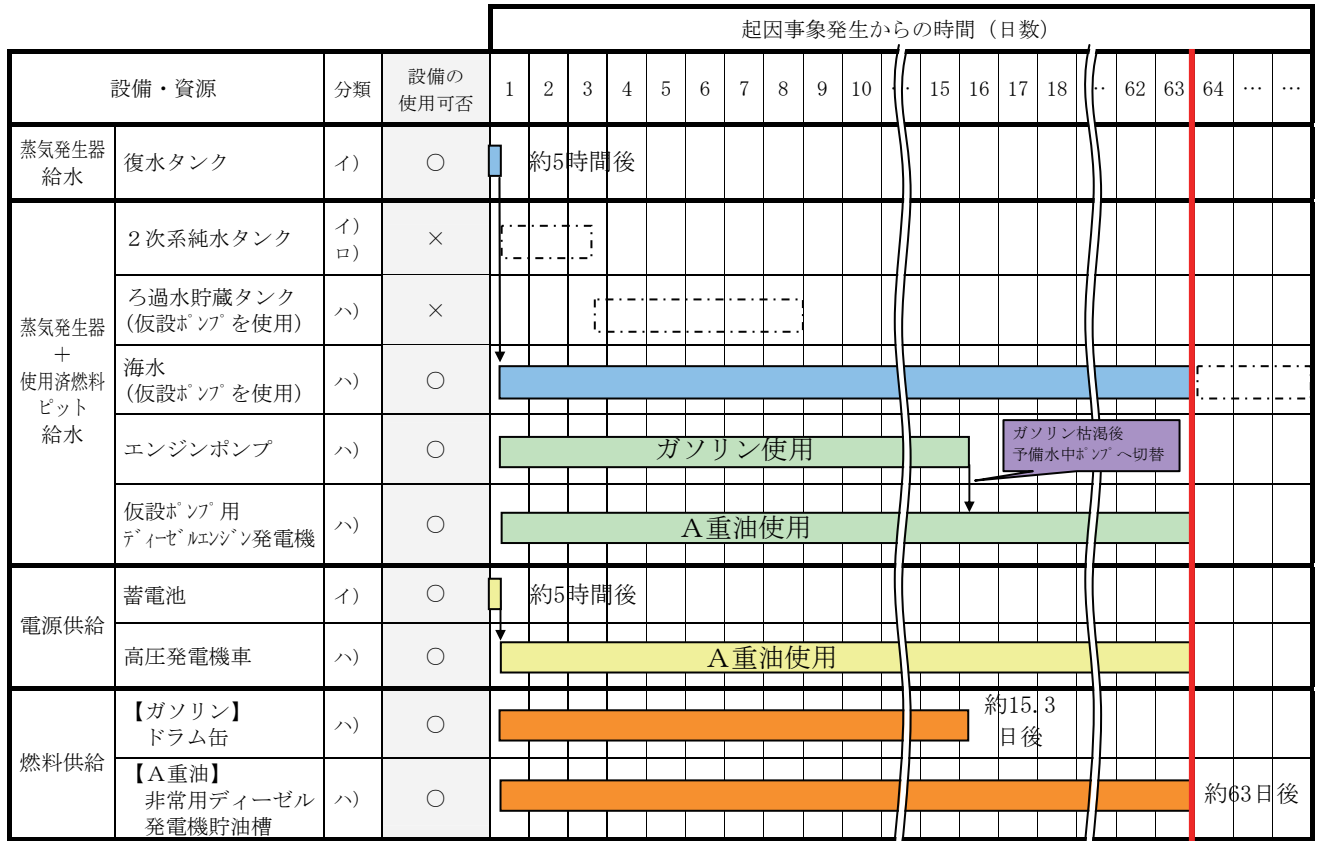 起因事象発生からの時間（日数）
設備・資源 分類 設備の 使用可否 1 2 3 4 5 6 7 8 9 10 … 15 16 17 18 … 62 63 64 … …
蒸気発生器
給水
復水タンク イ） ○ 約5時間後
蒸気発生器
＋
使用済燃料
ピット
給水
２次系純水タンク イ） ロ） ×
ろ過水貯蔵タンク
(仮設ﾎﾟﾝﾌﾟを使用) ハ） ×
海水
(仮設ﾎﾟﾝﾌﾟを使用) ハ） ○
エンジンポンプ ハ） ○ ガソリン使用
ガソリン枯渇後
予備水中ﾎﾟﾝﾌﾟへ切替
仮設ﾎﾟﾝﾌﾟ用
ﾃﾞｨｰｾﾞﾙｴﾝｼﾞﾝ発電機 ハ） ○ Ａ重油使用
電源供給
蓄電池 イ） ○ 約5時間後
高圧発電機車 ハ） ○ Ａ重油使用
燃料供給
【ガソリン】
ドラム缶 ハ） ○ 約15.3
日後
【Ａ重油】
非常用ディーゼル
発電機貯油槽 ハ） ○ 約63日後